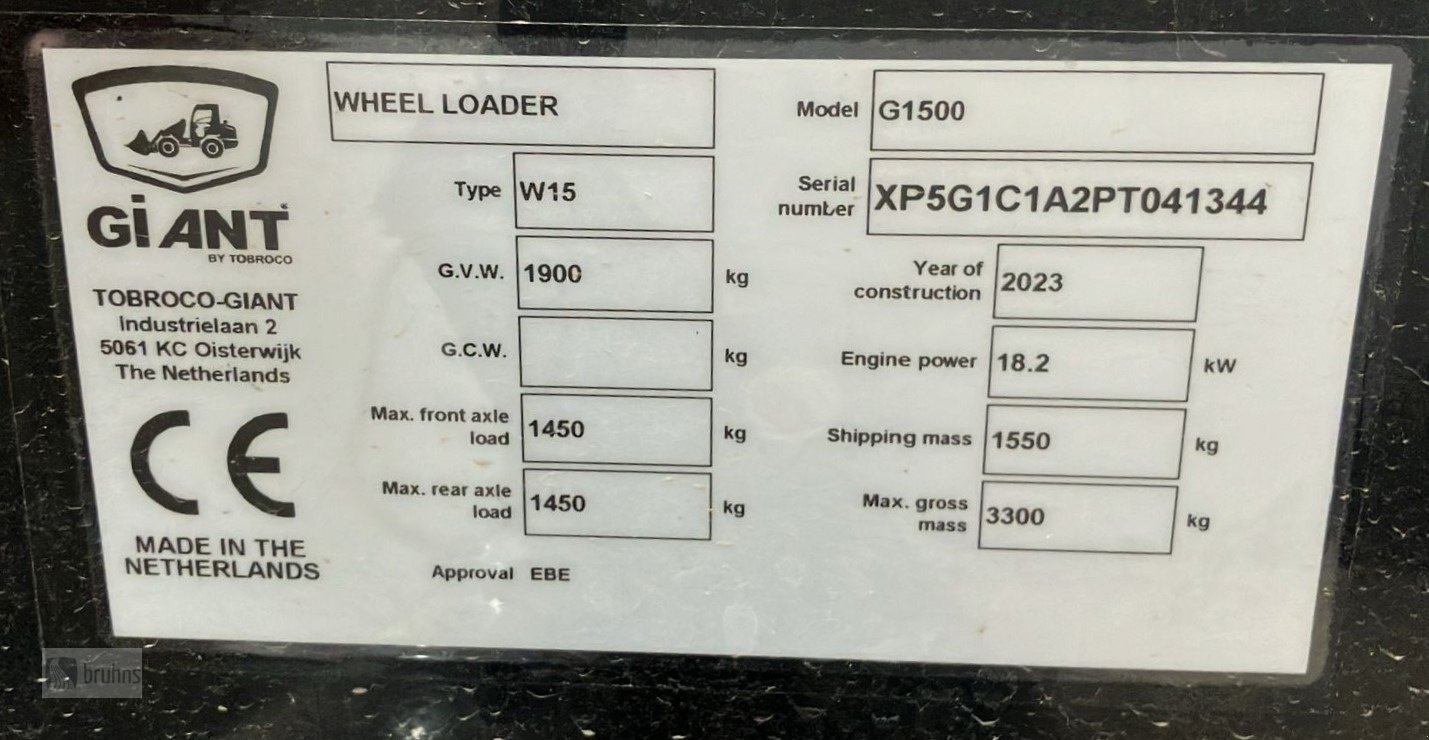 GiANT
BY TOBROCO
TOBROCO-GIANT
Industrielaan 2
5061 KC Oisterwijk
The Netherlands
CE
MADE IN THE
NETHERLANDS
WHEEL LOADER
Type W15
G.V.W. 1900 kg
G.C.W. kg
Max. front axle
load 1450 kg
Max. rear axle
load 1450 kg
Approval EBE
Model G1500
Serial
number XP5G1C1A2PT041344
Year of
construction 2023
Engine power 18.2 kW
Shipping mass 1550 kg
Max. gross
mass 3300 kg
bruhns